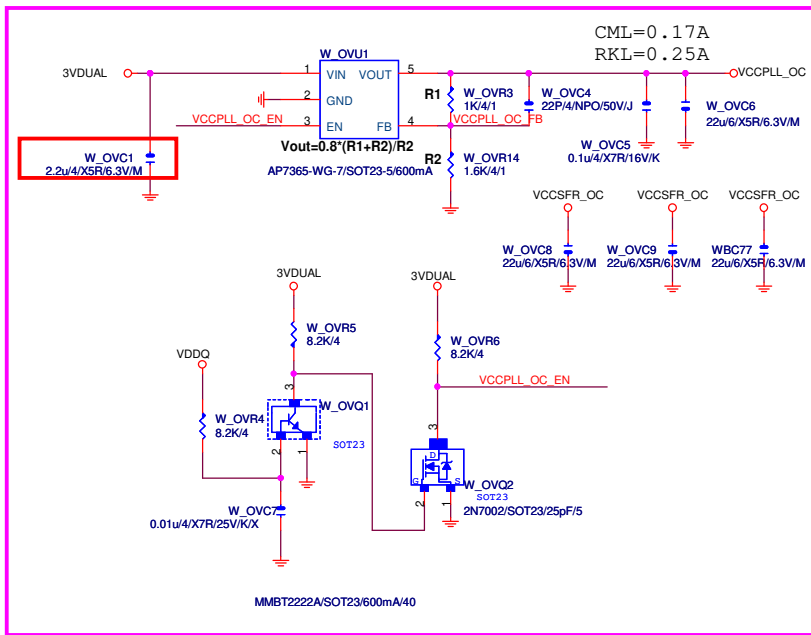 CML=0.17A
RKL=0.25A
W_OVU1
3VDUAL
1
VIN
VOUT
5
VCCPLL_OC
2
GND
R1
W_OVR3
1K/4/1
W_OVC4
22P/4/NPO/50V/J
W_OVC6
22u/6/X5R/6.3V/M
VCCPLL_OC_EN
3
EN
FB
4
VCCPLL_OC_FB
W_OVC5
0.1u/4/X7R/16V/K
Vout=0.8*(R1+R2)/R2
R2
W_OVR14
1.6K/4/1
AP7365-WG-7/SOT23-5/600mA
W_OVC1
2.2u/4/X5R/6.3V/M
VCCSFR_OC
VCCSFR_OC
VCCSFR_OC
W_OVC8
22u/6/X5R/6.3V/M
W_OVC9
22u/6/X5R/6.3V/M
WBC77
22u/6/X5R/6.3V/M
3VDUAL
3VDUAL
W_OVR5
8.2K/4
W_OVR6
8.2K/4
VDDQ
VCCPLL_OC_EN
3
W_OVQ1
W_OVR4
8.2K/4
SOT23
2
1
3
D
G
S
W_OVQ2
SOT23
2N7002/SOT23/25pF/5
2
1
W_OVC7
0.01u/4/X7R/25V/K/X
MMBT2222A/SOT23/600mA/40